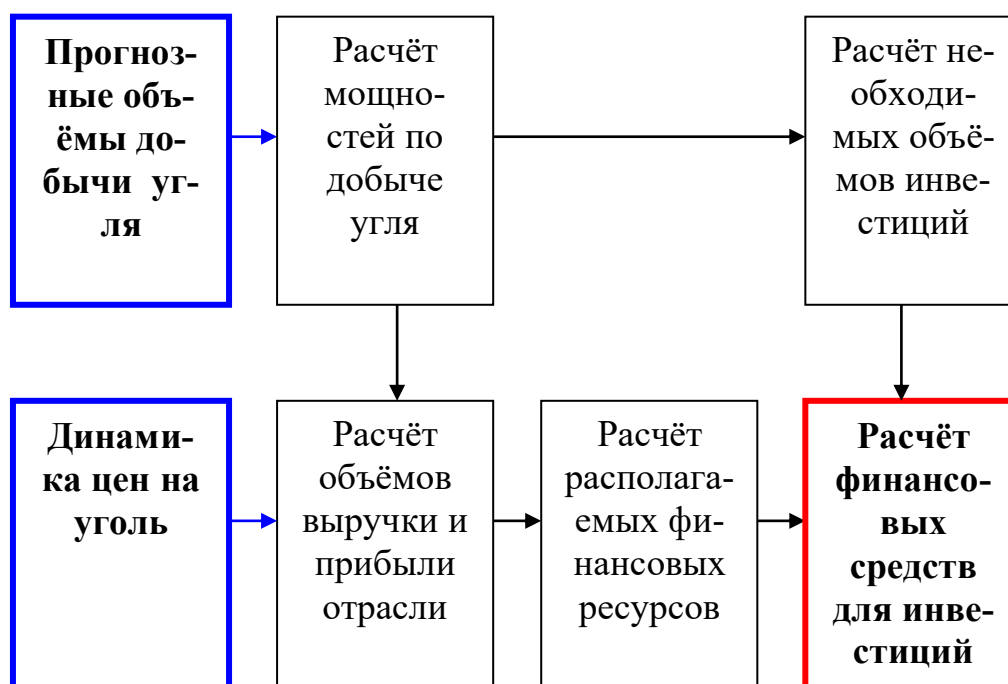 Прогноз-
ные объ-
ёмы до-
бычи  уг-
ля
Расчёт
мощно-
стей по
добыче
угля
Расчёт не-
обходи-
мых объё-
мов инве-
стиций
Динами-
ка цен на
уголь
Расчёт
объёмов
выручки и
прибыли
отрасли
Расчёт
располага-
емых фи-
нансовых
ресурсов
Расчёт
финансо-
вых
средств
для инве-
стиций